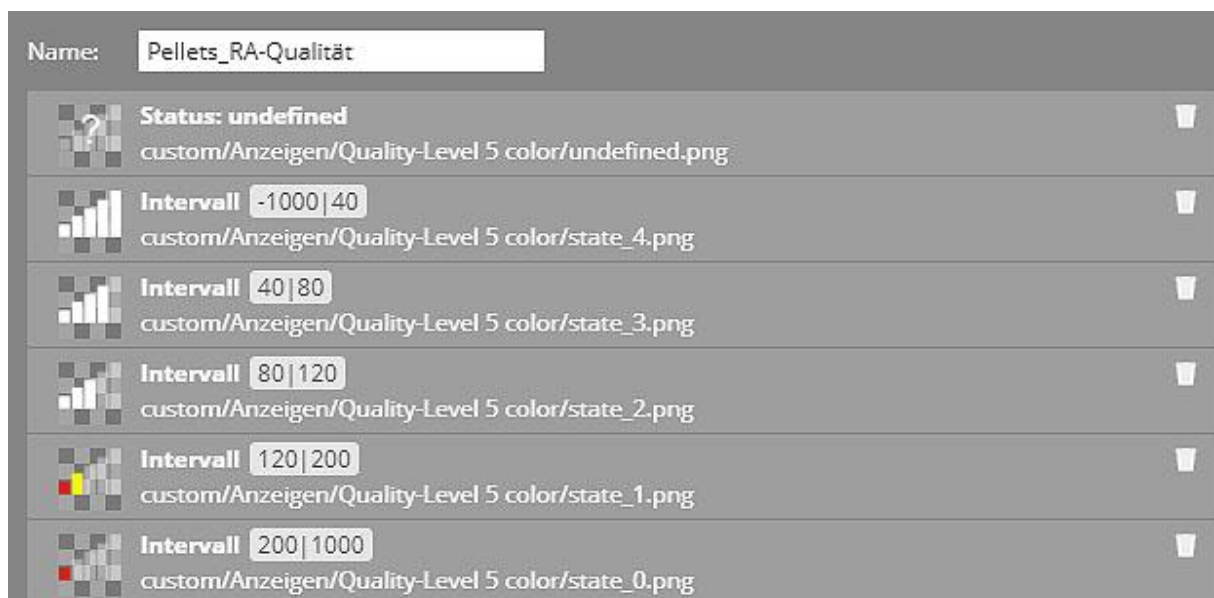 Name: Pellets_RA-Qualität
?
Status: undefined
custom/Anzeigen/Quality-Level 5 color/undefined.png
Intervall -1000|40
custom/Anzeigen/Quality-Level 5 color/state_4.png
Intervall 40|80
custom/Anzeigen/Quality-Level 5 color/state_3.png
Intervall 80|120
custom/Anzeigen/Quality-Level 5 color/state_2.png
Intervall 120|200
custom/Anzeigen/Quality-Level 5 color/state_1.png
Intervall 200|1000
custom/Anzeigen/Quality-Level 5 color/state_0.png